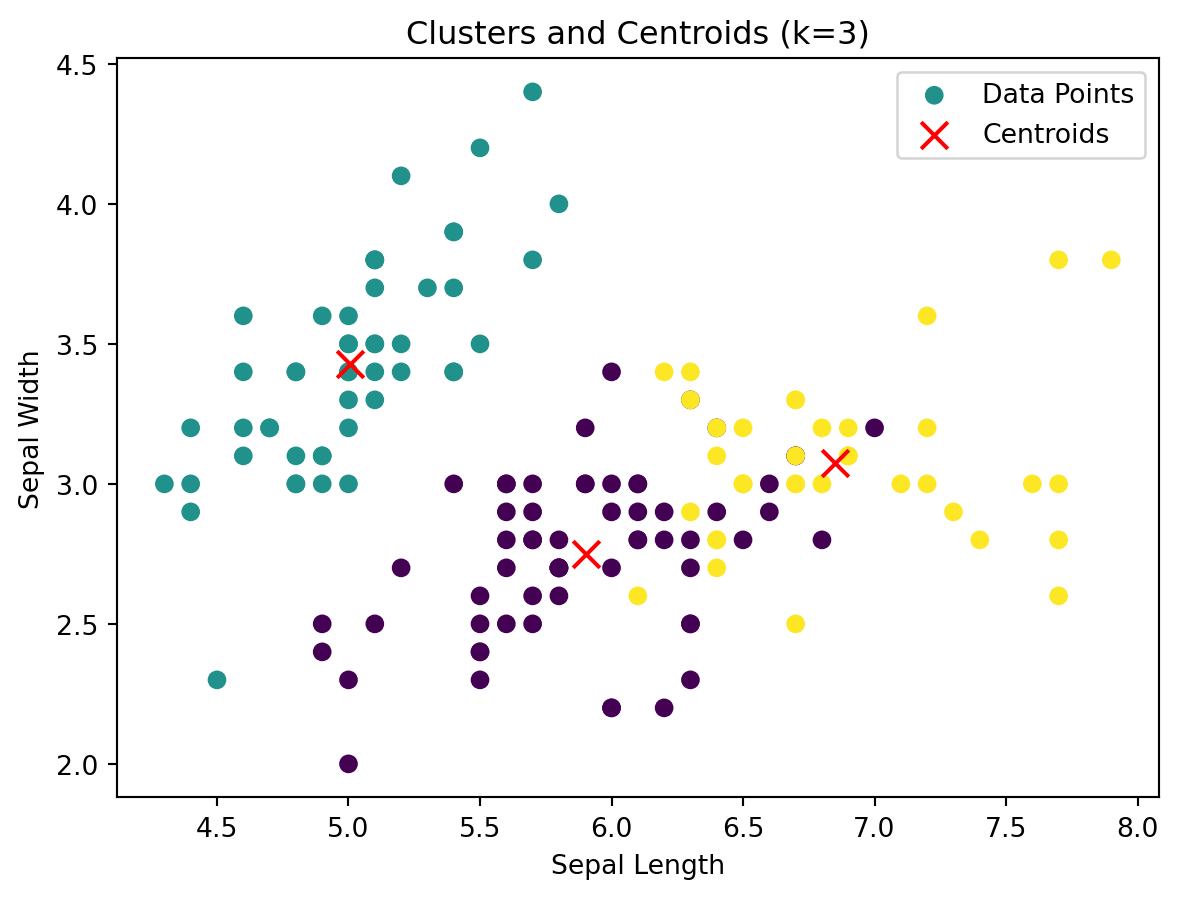 Clusters and Centroids (k=3)
Data Points
Centroids
4.5
4.0
3.5
3.0
2.5
2.0
Sepal Width
4.5 5.0 5.5 6.0 6.5 7.0 7.5 8.0
Sepal Length